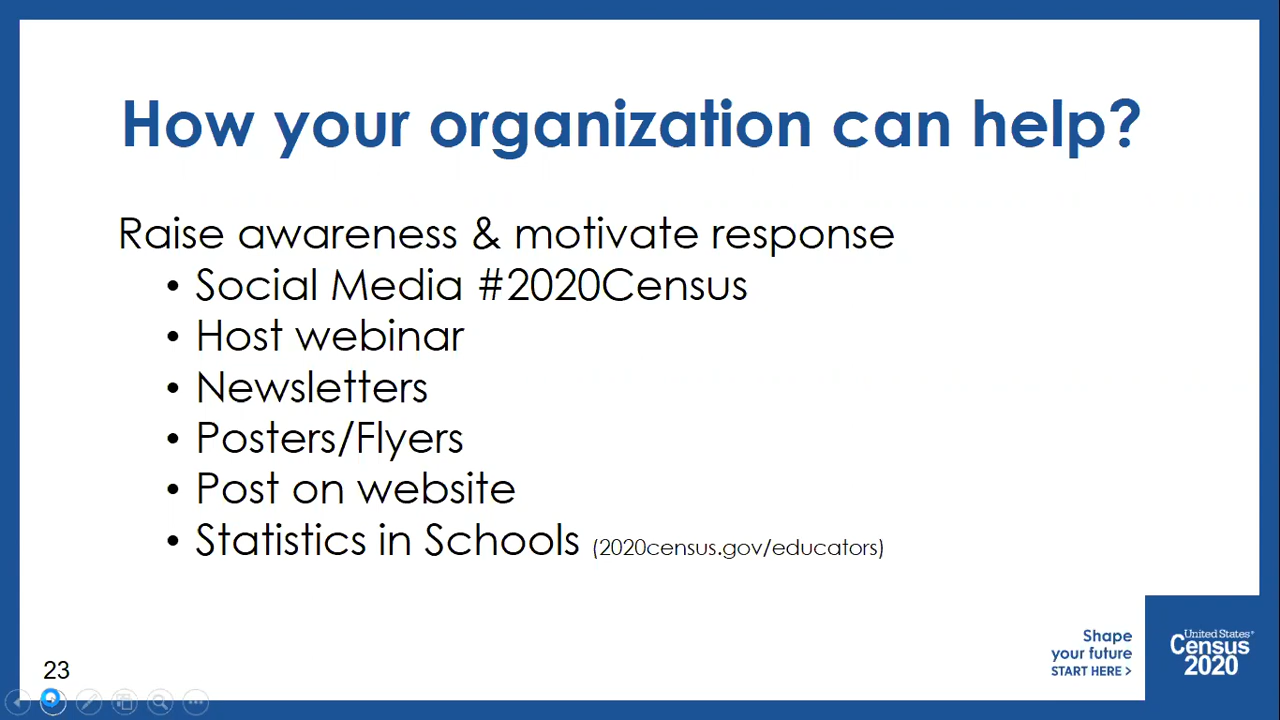 How your organization can help?
Raise awareness & motivate response
• Social Media #2020Census
• Host webinar
• Newsletters
• Posters/Flyers
• Post on website
• Statistics in Schools (2020census.gov/educators)
Shape
your future
START HERE >
United States®
Census
2020
23